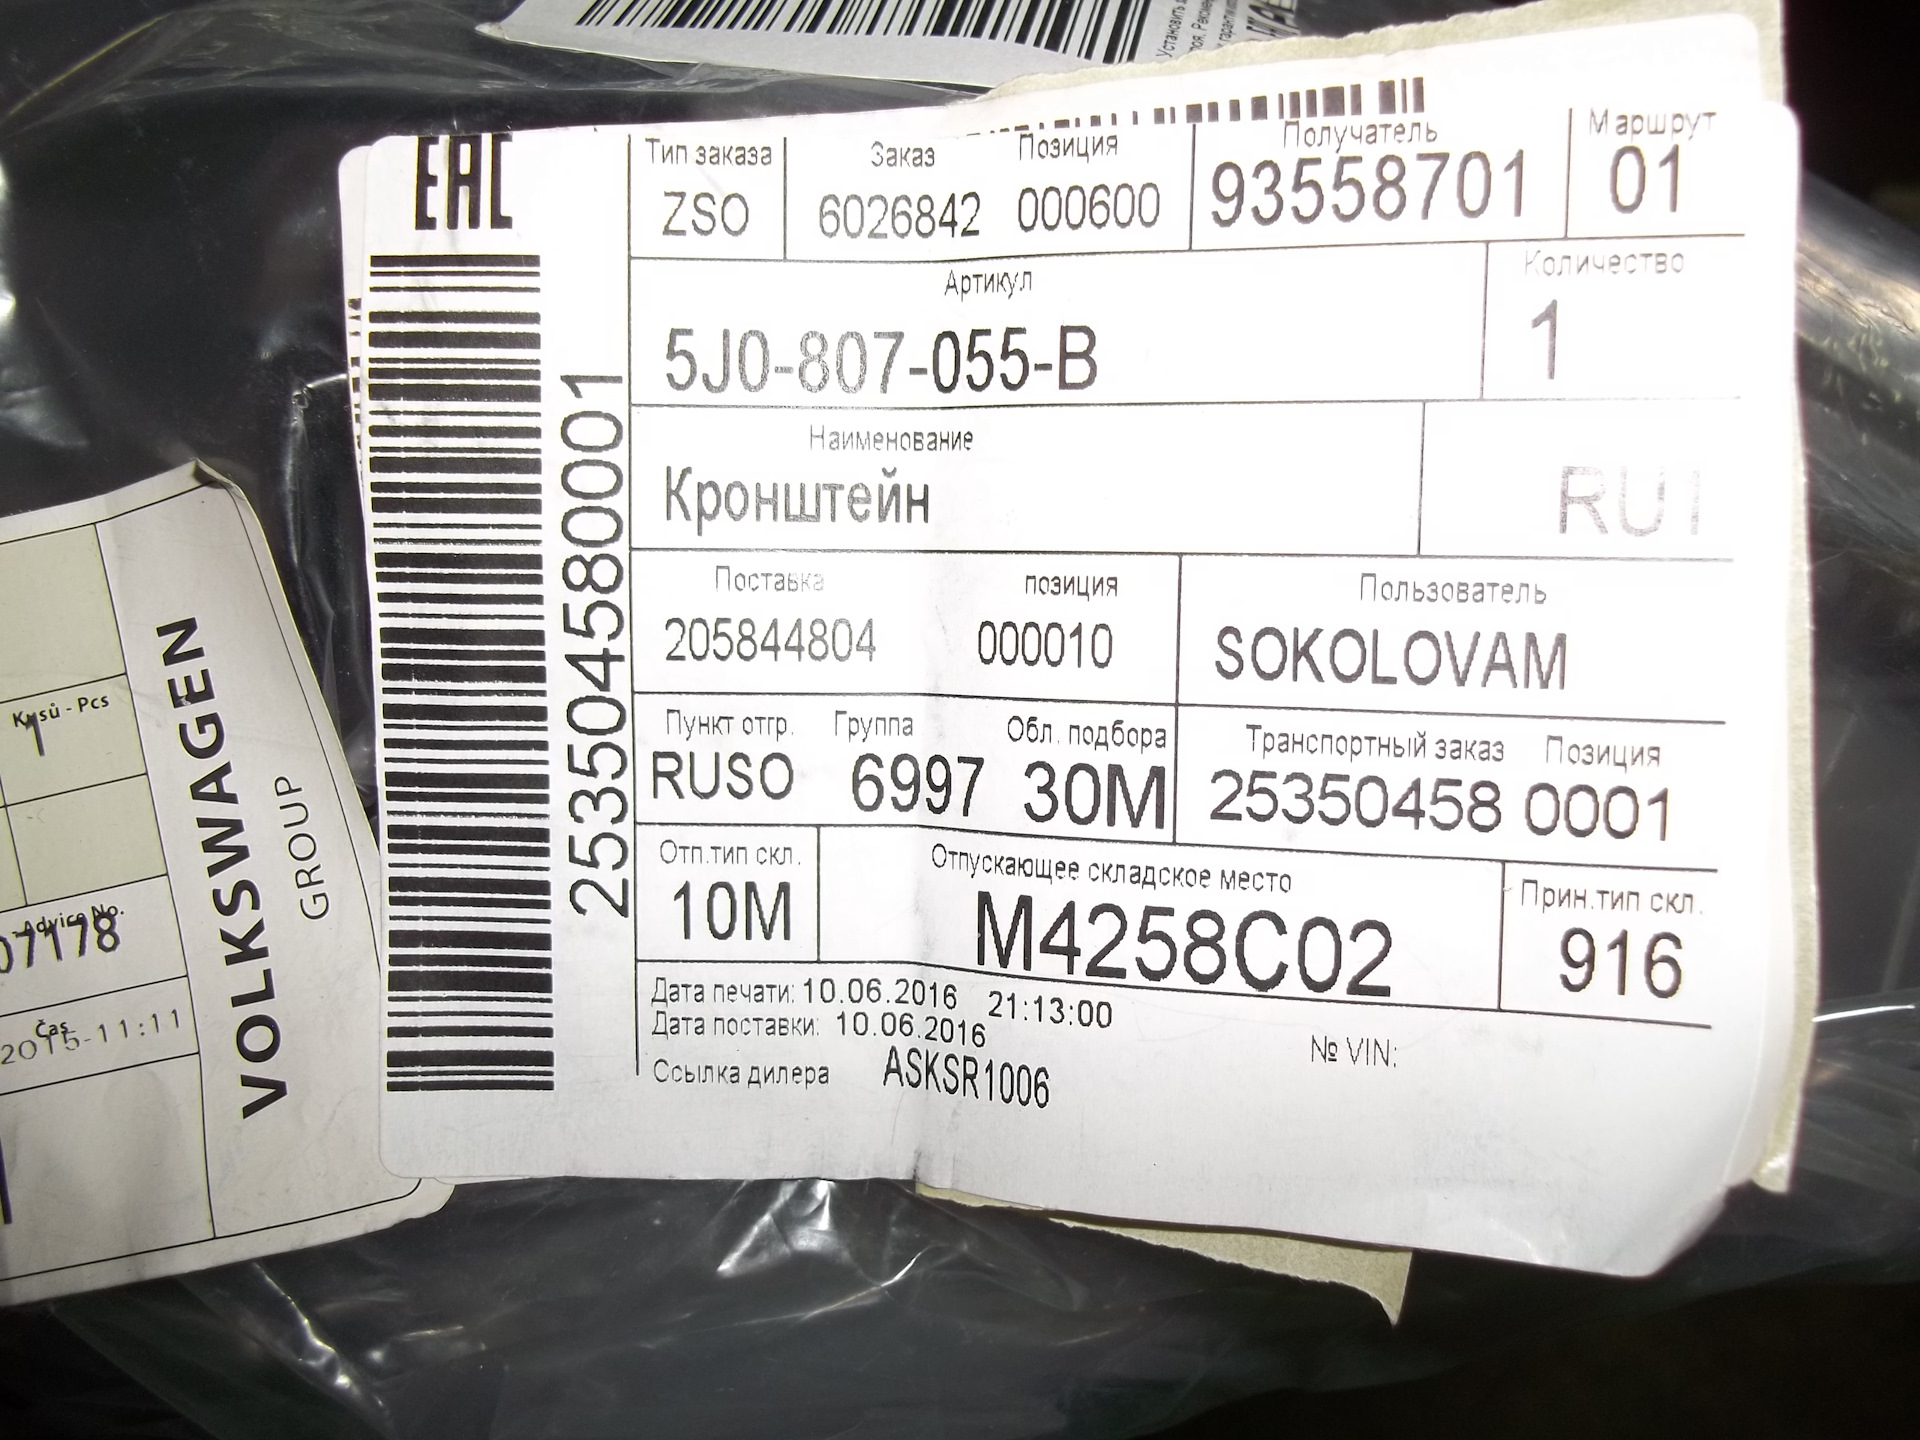 Установить
EAC
Тип заказа Заказ Позиция Получатель Маршрут
ZSO 6026842 000600 93558701 01
Артикул Количество
5J0-807-055-B 1
Наименование
Кронштейн RU1
Поставка позиция Пользователь
205844804 000010 SOKOLOVAM
Пункт отгр. Группа Обл. подбора Транспортный заказ Позиция
RUSO 6997 30M 25350458 0001
Отп.тип скл. Отпускающее складское место Прин.тип скл.
10M M4258C02 916
Дата печати: 10.06.2016 21:13:00
Дата поставки: 10.06.2016
№ VIN:
Ссылка дилера ASKSR1006
253504580001
Kusů - Pcs
1
Advice No.
07178
Čas
2015-11:11
VOLKSWAGEN
GROUP